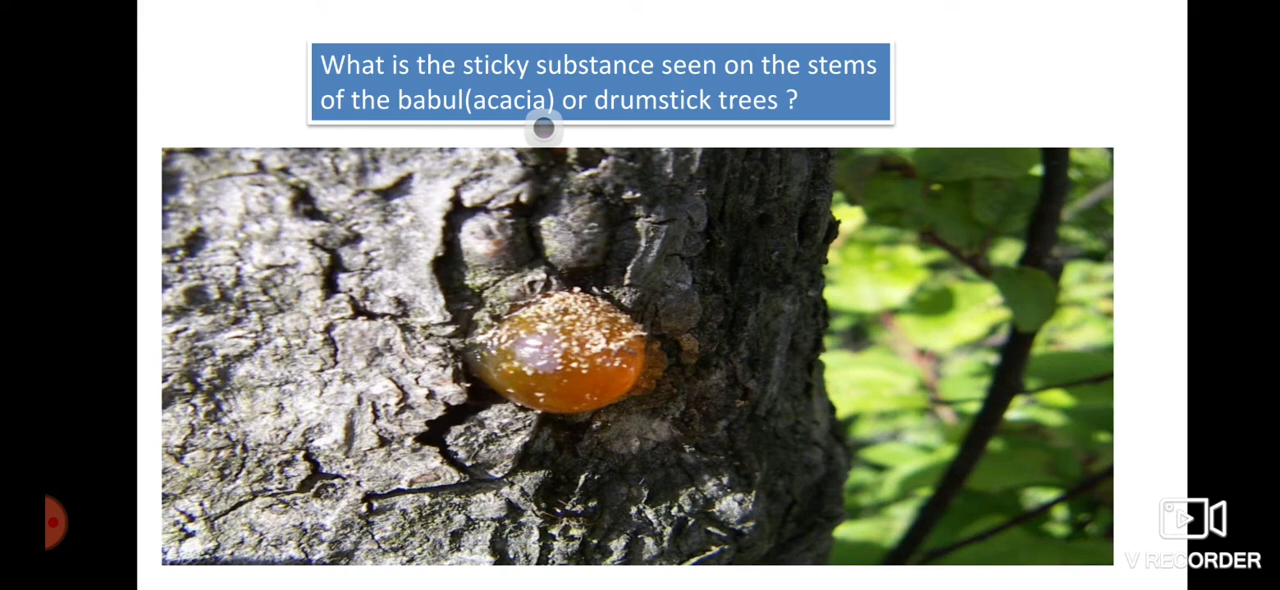 What is the sticky substance seen on the stems
of the babul(acacia) or drumstick trees ?
V RECORDER